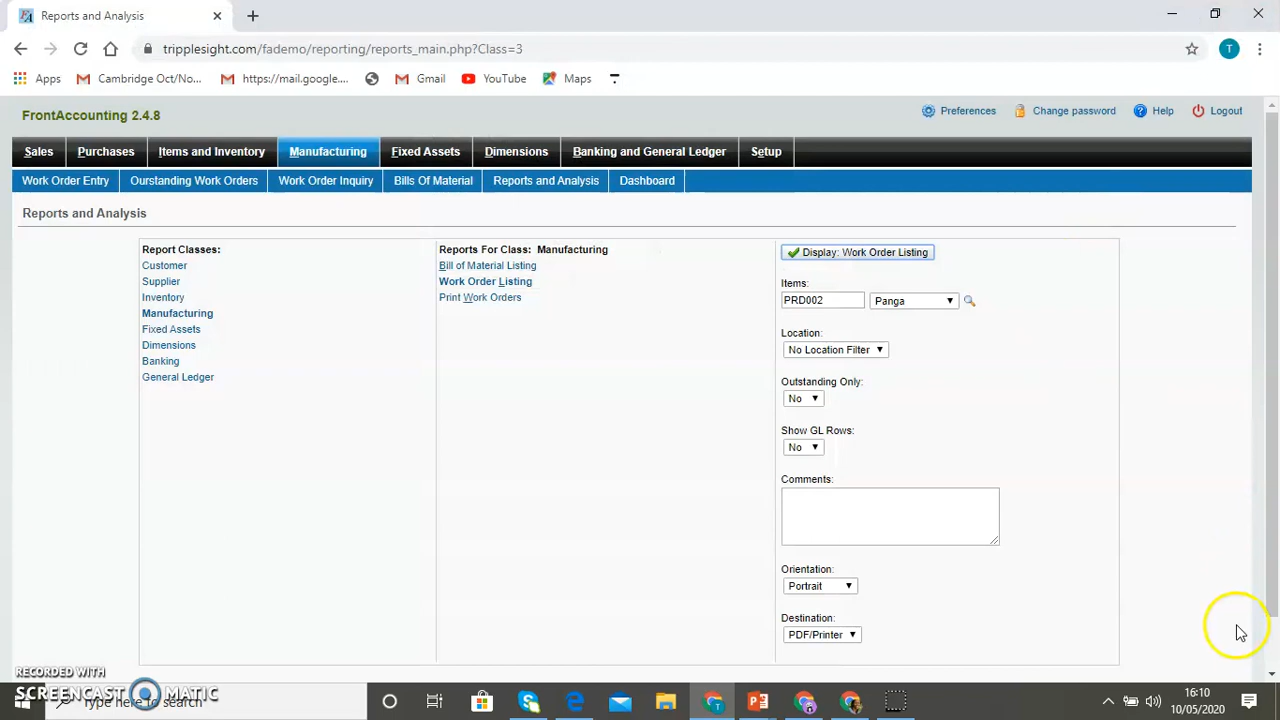 Reports and Analysis
tripplesight.com/fademo/reporting/reports_main.php?Class=3
T
Apps
Cambridge Oct/No...
https://mail.google....
Gmail
YouTube
Maps
FrontAccounting 2.4.8
Preferences
Change password
Help
Logout
Sales
Purchases
Items and Inventory
Manufacturing
Fixed Assets
Dimensions
Banking and General Ledger
Setup
Work Order Entry
Ourstanding Work Orders
Work Order Inquiry
Bills Of Material
Reports and Analysis
Dashboard
Reports and Analysis
Report Classes:
Customer
Supplier
Inventory
Manufacturing
Fixed Assets
Dimensions
Banking
General Ledger
Reports For Class: Manufacturing
Bill of Material Listing
Work Order Listing
Print Work Orders
Display: Work Order Listing
Items:
PRD002
Panga
Location:
No Location Filter
Outstanding Only:
No
Show GL Rows:
No
Comments:
Orientation:
Portrait
Destination:
PDF/Printer
RECORDED WITH
SCREENCAST MATIC
Type here to search
16:10
10/05/2020